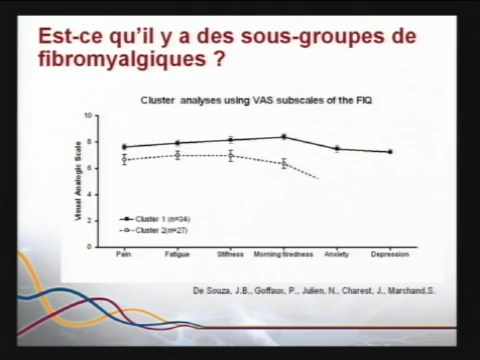 Est-ce qu'il y a des sous-groupes de
fibromyalgiques ?
Cluster analyses using VAS subscales of the FIQ
Visual Analogic Scale
10
8
6
4
2
0
Cluster 1 (n=34)
Cluster 2(n=27)
Pain Fatigue Stifness Morning tiredness Anxiety Depression
De Souza, J.B., Goffaux, P., Julien, N., Charest, J., Marchand,S.